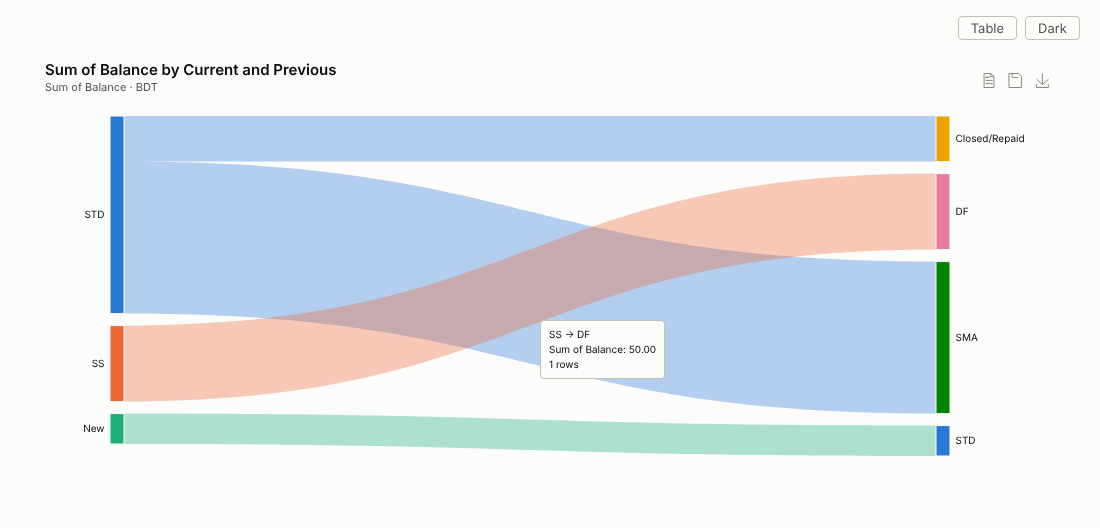 Table
Dark
Sum of Balance by Current and Previous
Sum of Balance · BDT
Closed/Repaid
STD
DF
SS → DF
Sum of Balance: 50.00
1 rows
SMA
SS
New
STD